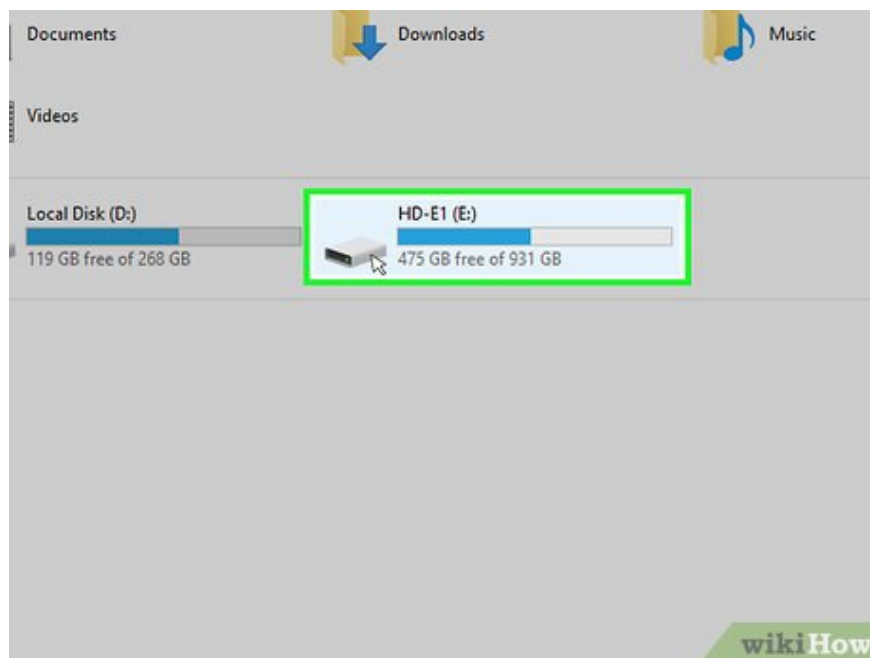 Documents
Downloads
Music
Videos
Local Disk (D:)
HD-E1 (E:)
119 GB free of 268 GB
475 GB free of 931 GB
wikiHow